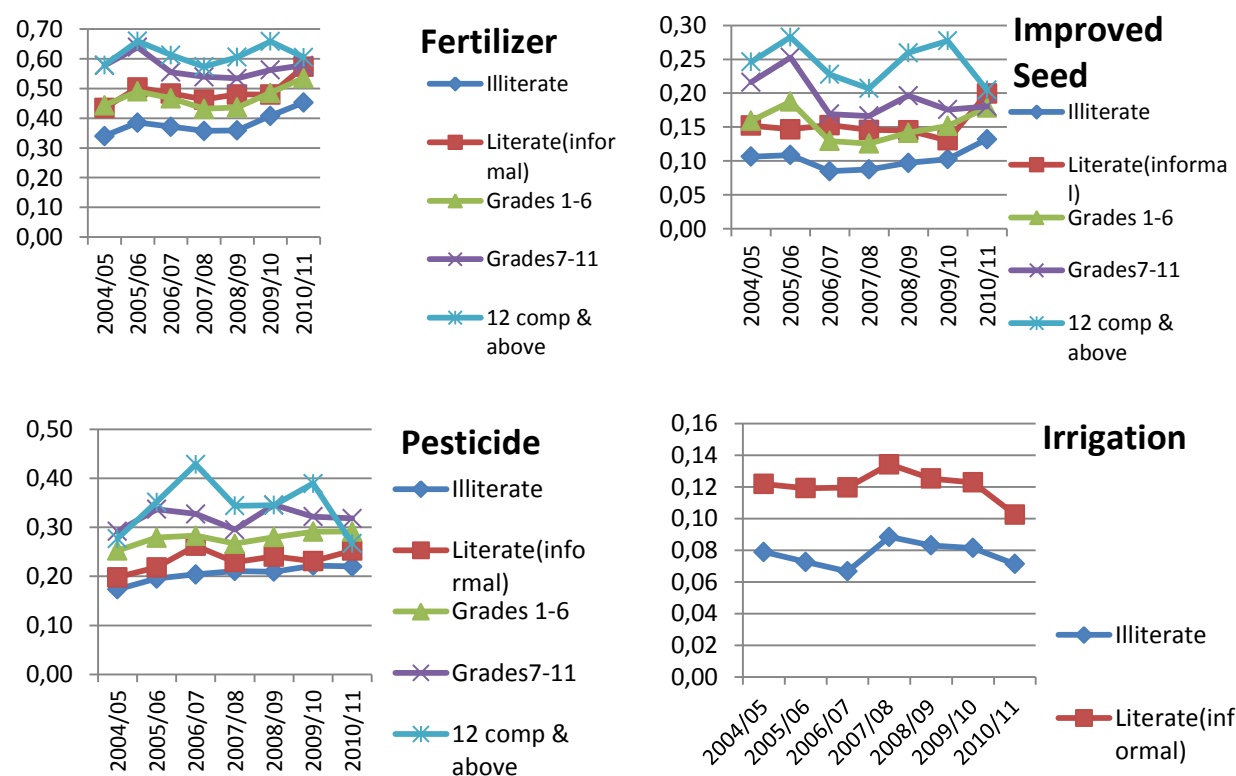 Fertilizer
0,70
0,60
0,50
0,40
0,30
0,20
0,10
0,00
2004/05
2005/06
2006/07
2007/08
2008/09
2009/10
2010/11
Illiterate
Literate(infor
mal)
Grades 1-6
Grades7-11
12 comp &
above
Improved
Seed
0,30
0,25
0,20
0,15
0,10
0,05
0,00
2004/05
2005/06
2006/07
2007/08
2008/09
2009/10
2010/11
Illiterate
Literate(informa
l)
Grades 1-6
Grades7-11
12 comp &
above
Pesticide
0,50
0,40
0,30
0,20
0,10
0,00
2004/05
2005/06
2006/07
2007/08
2008/09
2009/10
2010/11
Illiterate
Literate(info
rmal)
Grades 1-6
Grades7-11
12 comp &
above
Irrigation
0,16
0,14
0,12
0,10
0,08
0,06
0,04
0,02
0,00
2004/05
2005/06
2006/07
2007/08
2008/09
2009/10
2010/11
Illiterate
Literate(inf
ormal)